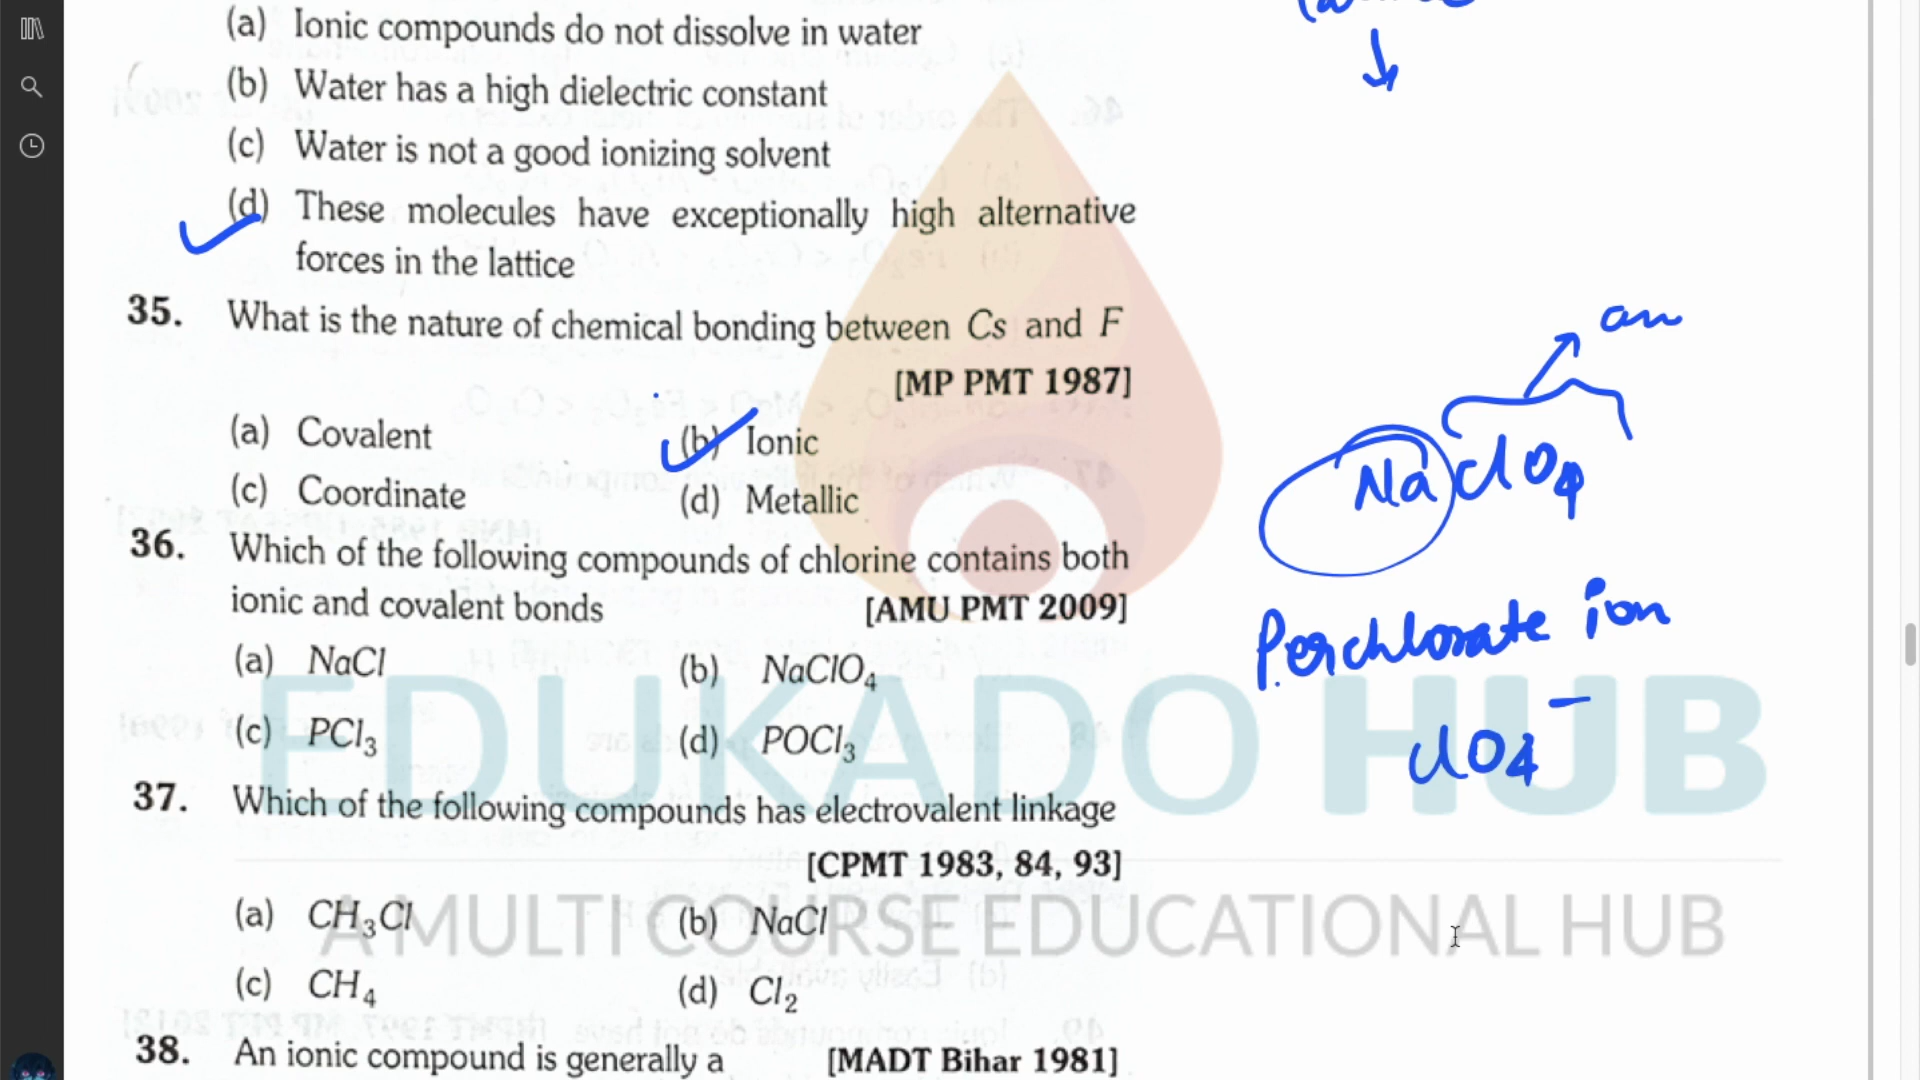 (a) Ionic compounds do not dissolve in water
(b) Water has a high dielectric constant
(c) Water is not a good ionizing solvent
(d) These molecules have exceptionally high alternative
forces in the lattice
35. What is the nature of chemical bonding between Cs and F
[MP PMT 1987]
(a) Covalent (b) Ionic
(c) Coordinate (d) Metallic
36. Which of the following compounds of chlorine contains both
ionic and covalent bonds [AMU PMT 2009]
(a) NaCl (b) NaClO₄
(c) PCl₃ (d) POCl₃
37. Which of the following compounds has electrovalent linkage
[CPMT 1983, 84, 93]
(a) CH₃Cl (b) NaCl
(c) CH₄ (d) Cl₂
38. An ionic compound is generally a [MADT Bihar 1981]
an
NaClO₄
Perchlorate ion
ClO₄⁻
EDUKADO HUB
A MULTI COURSE EDUCATIONAL HUB